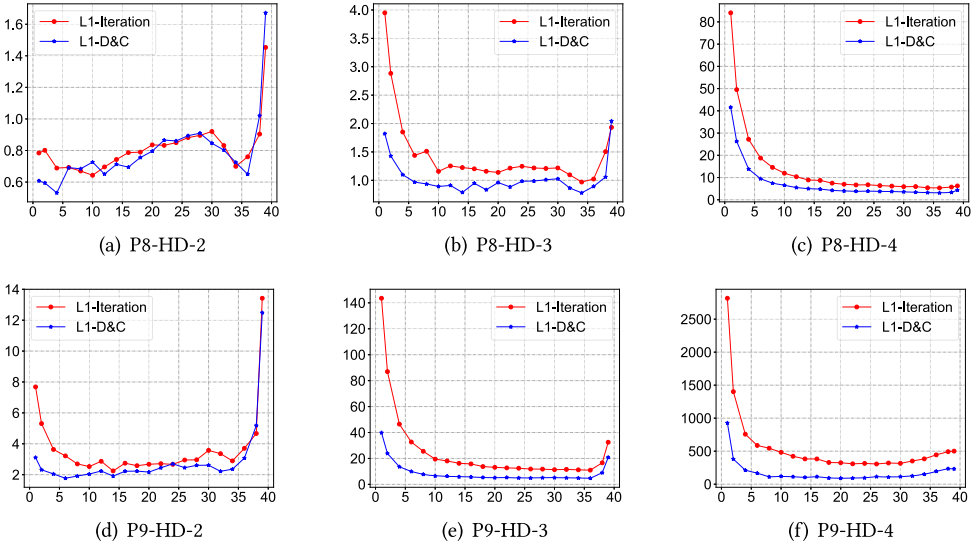 1.6
1.4
1.2
1.0
0.8
0.6
L1-Iteration
L1-D&C
0 5 10 15 20 25 30 35 40
(a) P8-HD-2
4.0
3.5
3.0
2.5
2.0
1.5
1.0
L1-Iteration
L1-D&C
0 5 10 15 20 25 30 35 40
(b) P8-HD-3
80
70
60
50
40
30
20
10
0
L1-Iteration
L1-D&C
0 5 10 15 20 25 30 35 40
(c) P8-HD-4
14
12
10
8
6
4
2
L1-Iteration
L1-D&C
0 5 10 15 20 25 30 35 40
(d) P9-HD-2
140
120
100
80
60
40
20
0
L1-Iteration
L1-D&C
0 5 10 15 20 25 30 35 40
(e) P9-HD-3
2500
2000
1500
1000
500
0
L1-Iteration
L1-D&C
0 5 10 15 20 25 30 35 40
(f) P9-HD-4